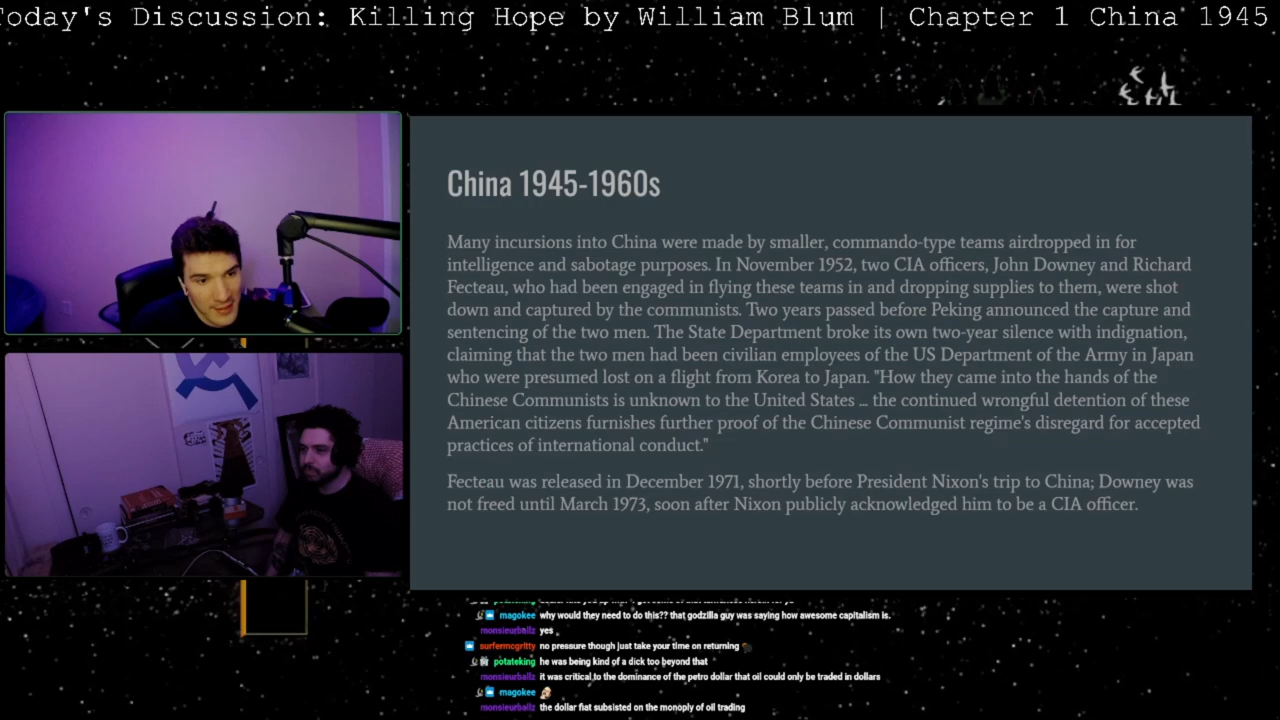 Today's Discussion: Killing Hope by William Blum | Chapter 1 China 1945
China 1945-1960s
Many incursions into China were made by smaller, commando-type teams airdropped in for
intelligence and sabotage purposes. In November 1952, two CIA officers, John Downey and Richard
Fecteau, who had been engaged in flying these teams in and dropping supplies to them, were shot
down and captured by the communists. Two years passed before Peking announced the capture and
sentencing of the two men. The State Department broke its own two-year silence with indignation,
claiming that the two men had been civilian employees of the US Department of the Army in Japan
who were presumed lost on a flight from Korea to Japan. "How they came into the hands of the
Chinese Communists is unknown to the United States ... the continued wrongful detention of these
American citizens furnishes further proof of the Chinese Communist regime's disregard for accepted
practices of international conduct."
Fecteau was released in December 1971, shortly before President Nixon's trip to China; Downey was
not freed until March 1973, soon after Nixon publicly acknowledged him to be a CIA officer.
magokee why would they need to do this?? that godzilla guy was saying how awesome capitalism is.
monsieurballz yes
surfermcgritty no pressure though just take your time on returning
potateking he was being kind of a dick too beyond that
monsieurballz it was critical to the dominance of the petro dollar that oil could only be traded in dollars
magokee
monsieurballz the dollar fiat subsisted on the monoply of oil trading